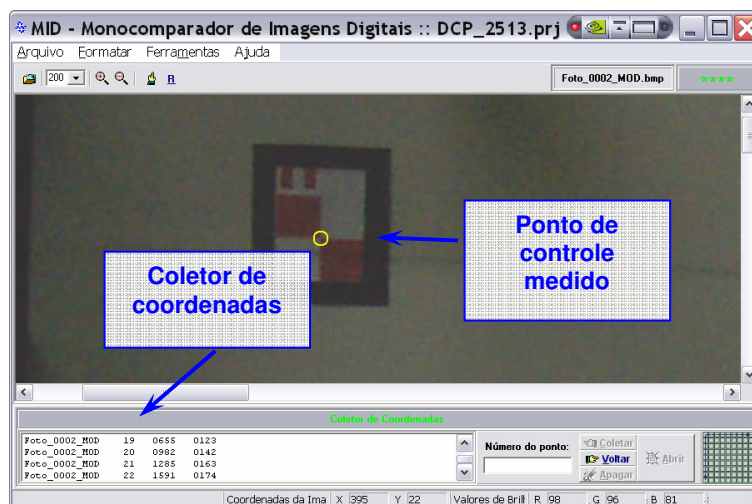 MID - Monocomparador de Imagens Digitais :: DCP_2513.prj
Arquivo Formatar Ferramentas Ajuda
200 R Foto_0002_MOD.bmp -x-x-x-x-
Ponto de
controle
medido
Coletor de
coordenadas
Coletor de Coordenadas
Foto_0002_MOD 19 0655 0123
Foto_0002_MOD 20 0982 0142
Foto_0002_MOD 21 1285 0163
Foto_0002_MOD 22 1591 0174
Número do ponto:
Coletar
Voltar
Apagar
Abrir
Coordenadas da Ima X 395 Y 22 Valores de Bril R 98 G 96 B 81